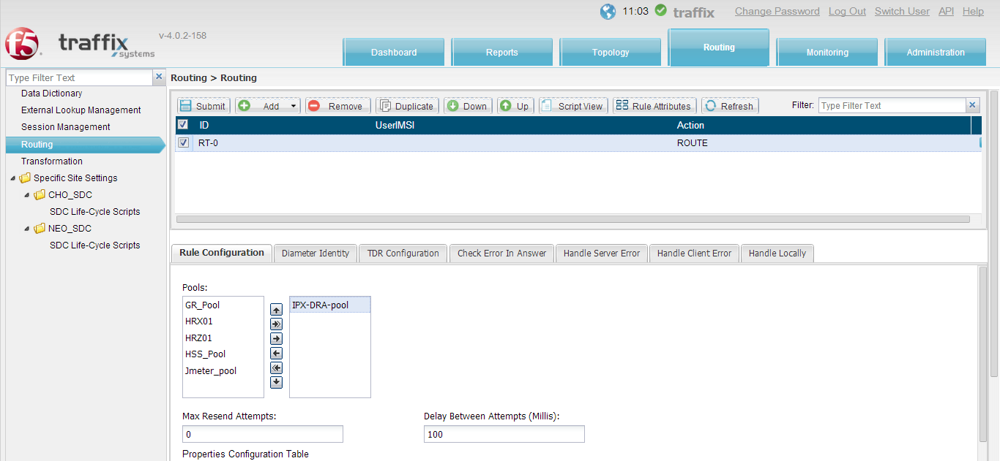 11:03 traffix Change Password Log Out Switch User API Help
f5 traffix systems v-4.0.2-158
Dashboard Reports Topology Routing Monitoring Administration
Type Filter Text
Routing > Routing
Data Dictionary
External Lookup Management
Session Management
Routing
Transformation
Specific Site Settings
CHO_SDC
SDC Life-Cycle Scripts
NEO_SDC
SDC Life-Cycle Scripts
Submit Add Remove Duplicate Down Up Script View Rule Attributes Refresh Filter: Type Filter Text
ID UserIMSI Action
RT-0 ROUTE
Rule Configuration Diameter Identity TDR Configuration Check Error In Answer Handle Server Error Handle Client Error Handle Locally
Pools:
GR_Pool
HRX01
HRZ01
HSS_Pool
Jmeter_pool
IPX-DRA-pool
Max Resend Attempts: Delay Between Attempts (Millis):
0 100
Properties Configuration Table